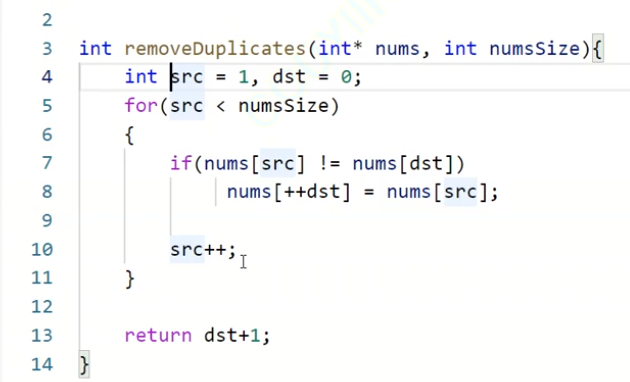 2
3 int removeDuplicates(int* nums, int numsSize){
4     int src = 1, dst = 0;
5     for(src < numsSize)
6     {
7         if(nums[src] != nums[dst])
8             nums[++dst] = nums[src];
9
10         src++;
11     }
12
13     return dst+1;
14 }